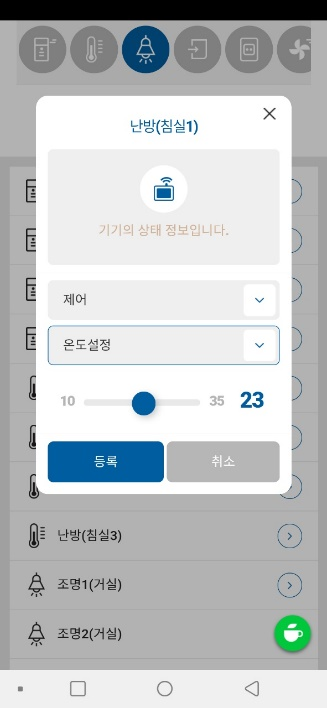 난방(침실1)
기기의 상태 정보입니다.
제어
온도설정
10 35 23
등록 취소
난방(침실3)
조명1(거실)
조명2(거실)